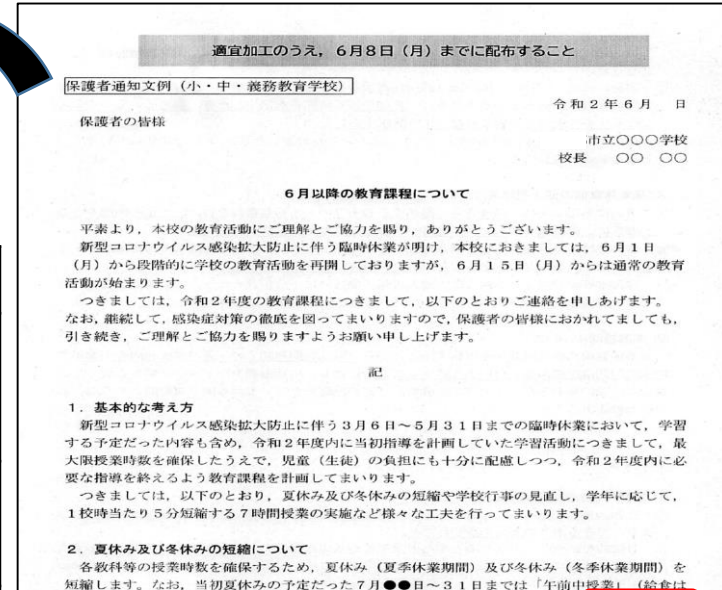 適宜加工のうえ，6月8日（月）までに配布すること
保護者通知文例（小・中・義務教育学校）
令和2年6月　日
保護者の皆様
市立○○○学校
校長　○○ ○○
6月以降の教育課程について
平素より，本校の教育活動にご理解とご協力を賜り，ありがとうございます。
新型コロナウイルス感染拡大防止に伴う臨時休業が明け，本校におきましては，6月1日
（月）から段階的に学校の教育活動を再開しておりますが，6月15日（月）からは通常の教育
活動が始まります。
つきましては，令和2年度の教育課程につきまして，以下のとおりご連絡を申しあげます。
なお，継続して，感染症対策の徹底を図ってまいりますので，保護者の皆様におかれてましても，
引き続き，ご理解とご協力を賜りますようお願い申し上げます。
記
1．基本的な考え方
新型コロナウイルス感染拡大防止に伴う3月6日～5月31日までの臨時休業において，学習
する予定だった内容も含め，令和2年度内に当初指導を計画していた学習活動につきまして，最
大限授業時数を確保したうえで，児童（生徒）の負担にも十分に配慮しつつ，令和2年度内に必
要な指導を終えるよう教育課程を計画してまいります。
つきましては，以下のとおり，夏休み及び冬休みの短縮や学校行事の見直し，学年に応じて，
1校時当たり5分短縮する7時間授業の実施など様々な工夫を行ってまいります。
2．夏休み及び冬休みの短縮について
各教科等の授業時数を確保するため，夏休み（夏季休業期間）及び冬休み（冬季休業期間）を
短縮します。なお，当初夏休みの予定だった7月●●日～31日までは「午前中授業」（給食は